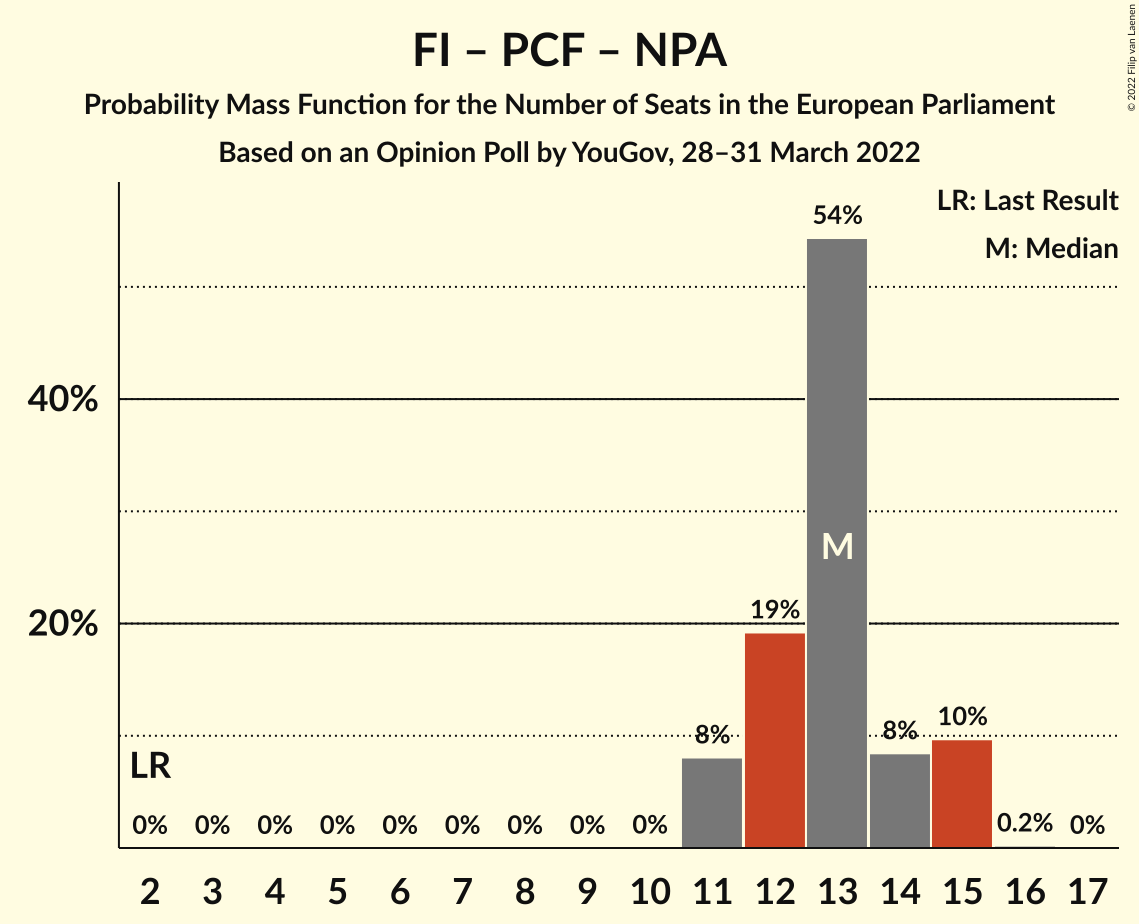 FI – PCF – NPA
Probability Mass Function for the Number of Seats in the European Parliament
Based on an Opinion Poll by YouGov, 28–31 March 2022
© 2022 Filip van Laenen
LR: Last Result
M: Median
54%
40%
M
20%
19%
8%
8%
10%
LR
0%
0%
0%
0%
0%
0%
0%
0%
0%
0.2%
0%
2 3 4 5 6 7 8 9 10 11 12 13 14 15 16 17